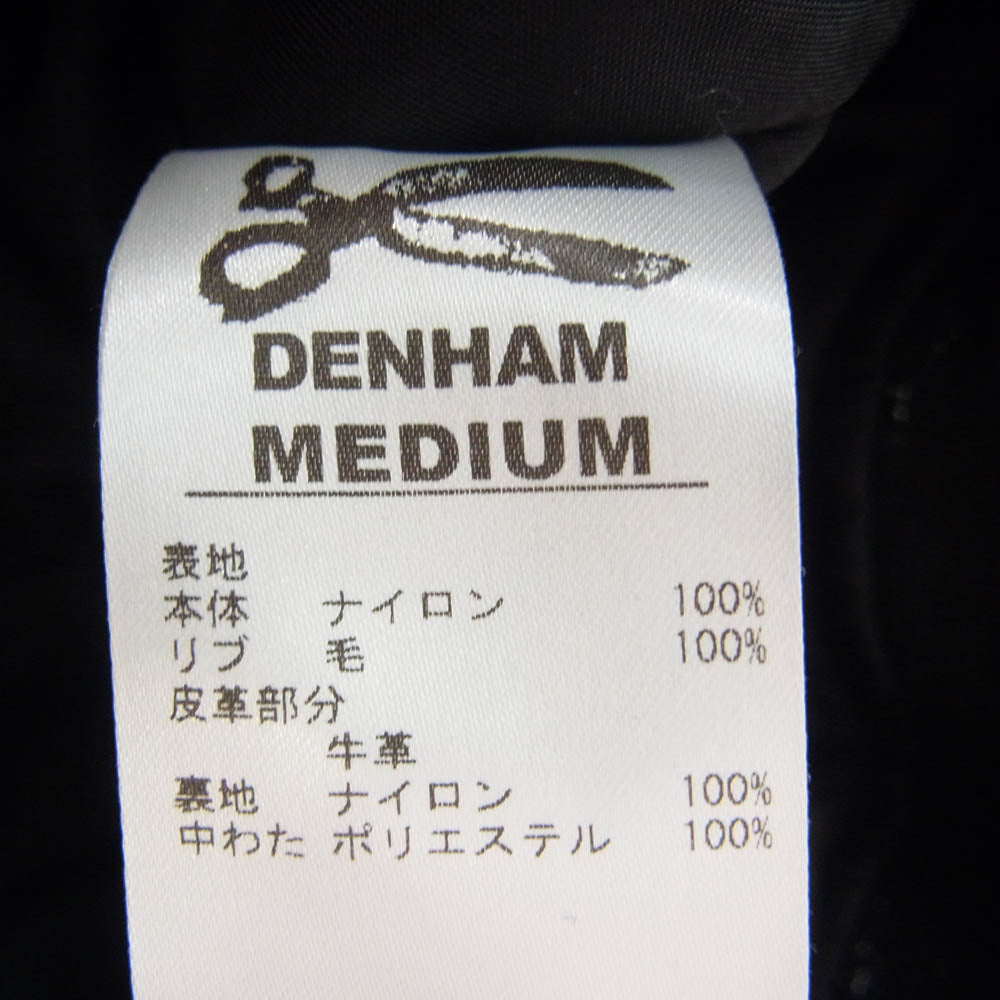 DENHAM
MEDIUM
表地
本体 ナイロン 100%
リブ 毛 100%
皮革部分
牛革
裏地 ナイロン 100%
中わた ポリエステル 100%